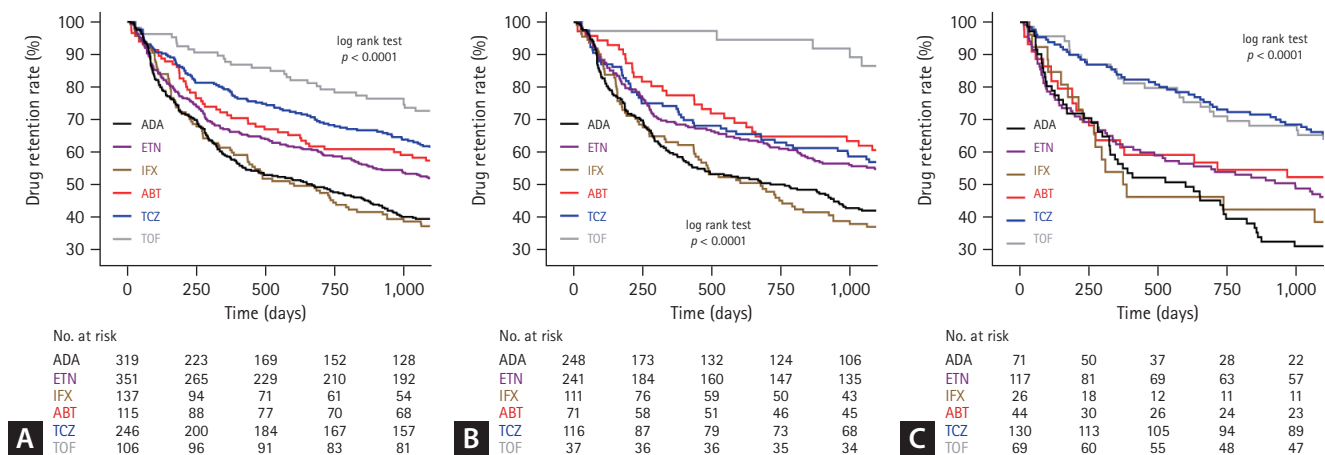 100
90
80
70
60
50
40
30
Drug retention rate (%)
log rank test
p < 0.0001
ADA
ETN
IFX
ABT
TCZ
TOF
0 250 500 750 1,000
Time (days)
No. at risk
ADA 319 223 169 152 128
ETN 351 265 229 210 192
IFX 137 94 71 61 54
ABT 115 88 77 70 68
TCZ 246 200 184 167 157
TOF 106 96 91 83 81
A
100
90
80
70
60
50
40
30
Drug retention rate (%)
ADA
ETN
IFX
ABT
TCZ
TOF
log rank test
p < 0.0001
0 250 500 750 1,000
Time (days)
No. at risk
ADA 248 173 132 124 106
ETN 241 184 160 147 135
IFX 111 76 59 50 43
ABT 71 58 51 46 45
TCZ 116 87 79 73 68
TOF 37 36 36 35 34
B
100
90
80
70
60
50
40
30
Drug retention rate (%)
log rank test
p < 0.0001
ADA
ETN
IFX
ABT
TCZ
TOF
0 250 500 750 1,000
Time (days)
No. at risk
ADA 71 50 37 28 22
ETN 117 81 69 63 57
IFX 26 18 12 11 11
ABT 44 30 26 24 23
TCZ 130 113 105 94 89
TOF 69 60 55 48 47
C